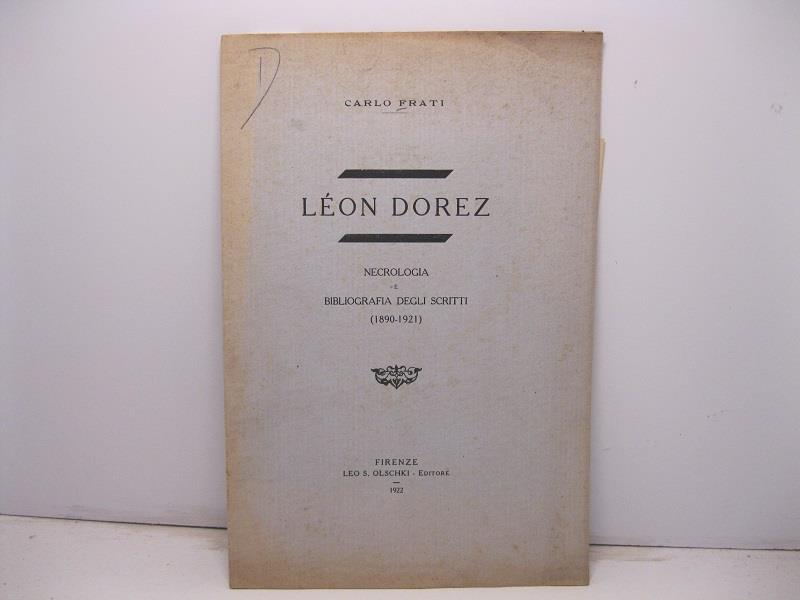 D
CARLO FRATI
LÉON DOREZ
NECROLOGIA
E
BIBLIOGRAFIA DEGLI SCRITTI
(1890-1921)
FIRENZE
LEO S. OLSCHKI - EDITORE
1922